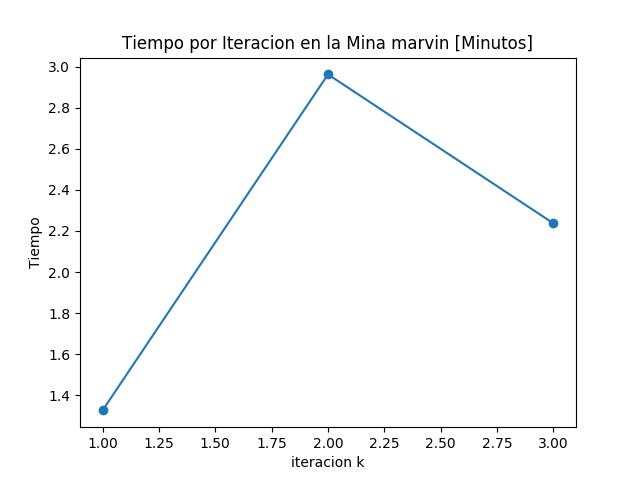 Tiempo por Iteracion en la Mina marvin [Minutos]
3.0
2.8
2.6
2.4
2.2
2.0
1.8
1.6
1.4
Tiempo
1.00 1.25 1.50 1.75 2.00 2.25 2.50 2.75 3.00
iteracion k